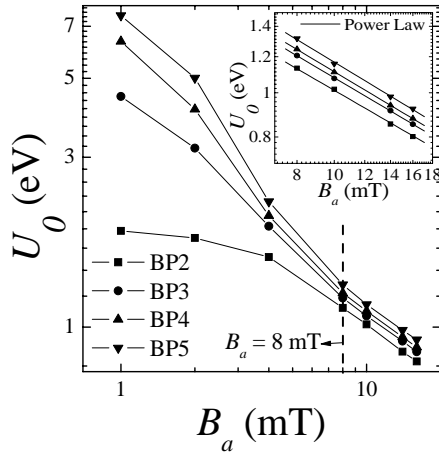 7
5
3
1
U₀ (eV)
1.4
1.2
1
0.8
U₀ (eV)
Power Law
8
10
14
16
18
Bₐ (mT)
BP2
BP3
BP4
BP5
Bₐ = 8 mT
1
10
Bₐ (mT)